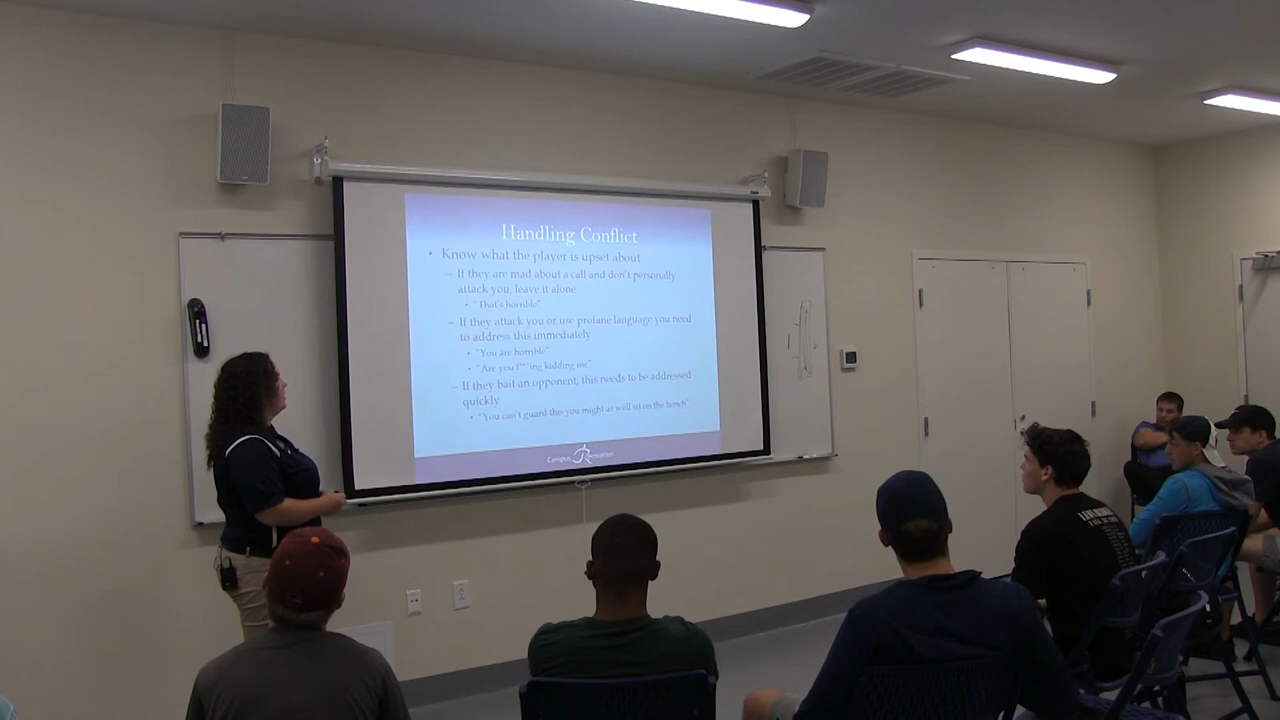 Handling Conflict
• Know what the player is upset about
– If they are mad about a call and don't personally
attack you, leave it alone
• "That's horrible"
– If they attack you or use profane language you need
to address this immediately
• "You are horrible"
• "Are you f**ing kidding me"
– If they bait an opponent, this needs to be addressed
quickly
• "You can't guard this you might as well sit on the bench"
Campus Recreation